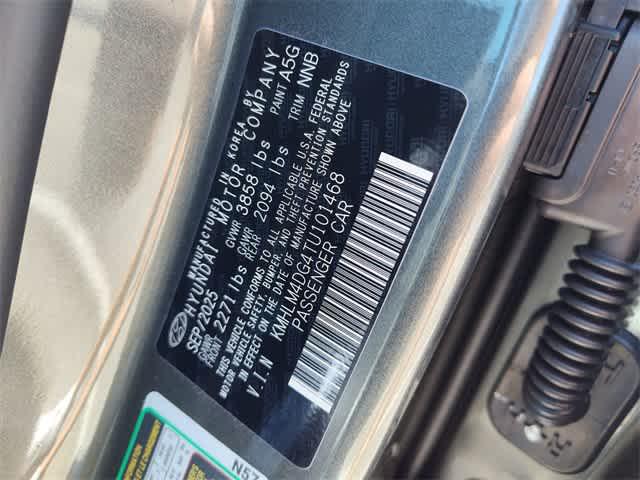 MANUFACTURED IN KOREA BY
HYUNDAI MOTOR COMPANY
SEP/2025 GVWR 3858 lbs PAINT A5G
GAWR FRONT 2271 lbs GAWR REAR 2094 lbs TRIM NNB
THIS VEHICLE CONFORMS TO ALL APPLICABLE U.S.A. FEDERAL
MOTOR VEHICLE SAFETY, BUMPER, AND THEFT PREVENTION STANDARDS
IN EFFECT ON THE DATE OF MANUFACTURE SHOWN ABOVE
V.I.N KMHLM4DG4TU101468
PASSENGER CAR
N57